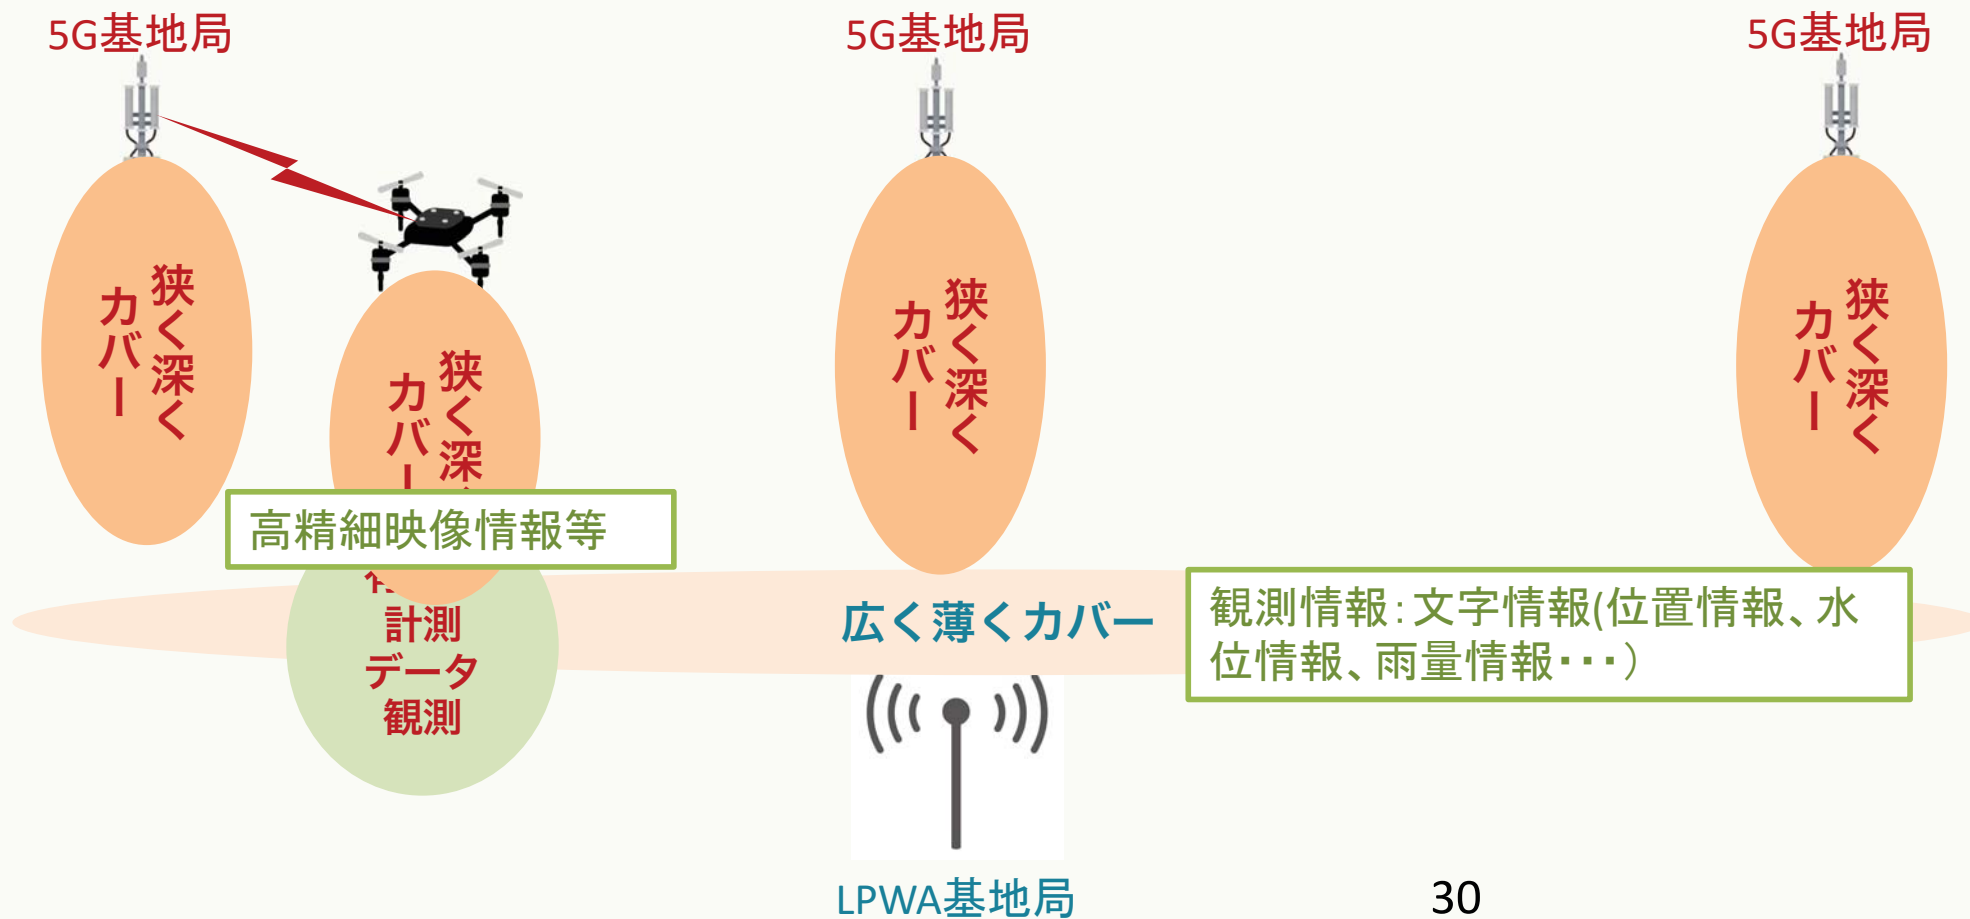 5G基地局
5G基地局
5G基地局
狭く深く
カバー
狭く深
カバー
狭く深く
カバー
狭く深く
カバー
高精細映像情報等
計測
データ
観測
広く薄くカバー
観測情報：文字情報(位置情報、水
位情報、雨量情報・・・）
LPWA基地局
30